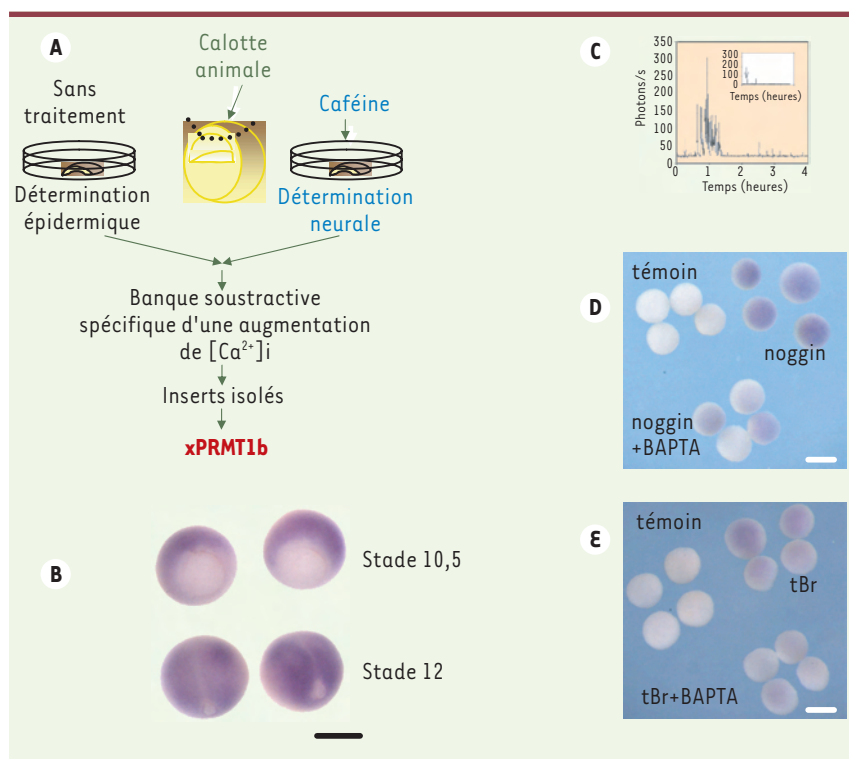 A
Calotte
animale
Sans
traitement
Caféine
Détermination
épidermique
Détermination
neurale
Banque soustractive
spécifique d'une augmentation
de [Ca²⁺]i
Inserts isolés
xPRMT1b
B
Stade 10,5
Stade 12
C
Photons/s
350
300
250
200
150
100
50
0
300
200
100
0
Temps (heures)
0 1 2 3 4
Temps (heures)
D
témoin
noggin
noggin
+BAPTA
E
témoin
tBr
tBr+BAPTA